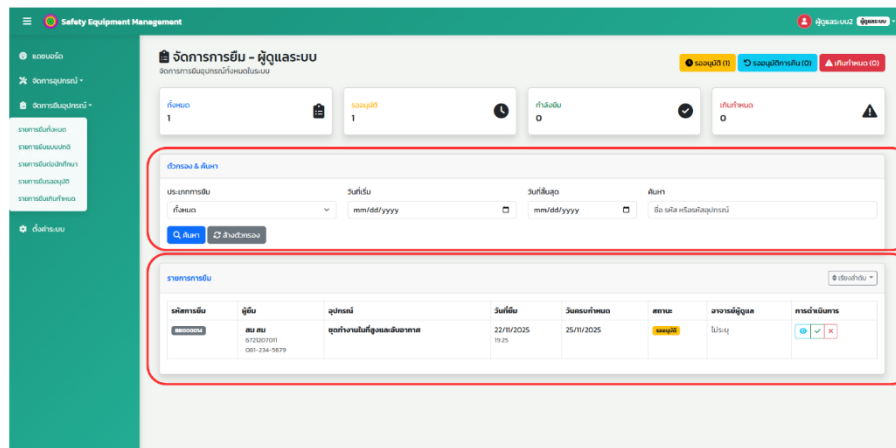 Safety Equipment Management
ผู้ดูแลระบบ2 ผู้ดูแลระบบ
แดชบอร์ด
จัดการอุปกรณ์
จัดการยืมอุปกรณ์
รายการยืมทั้งหมด
รายการยืมแบบปกติ
รายการยืมต่อนักศึกษา
รายการยืมรออนุมัติ
รายการยืมเกินกำหนด
ตั้งค่าระบบ
จัดการการยืม - ผู้ดูแลระบบ
จัดการการยืมอุปกรณ์ทั้งหมดในระบบ
รออนุมัติ (1) รออนุมัติการคืน (0) เกินกำหนด (0)
ทั้งหมด
1
รออนุมัติ
1
กำลังยืม
0
เกินกำหนด
0
ตัวกรอง & ค้นหา
ประเภทการยืม วันที่เริ่ม วันที่สิ้นสุด ค้นหา
ทั้งหมด mm/dd/yyyy mm/dd/yyyy ชื่อ รหัส หรือรหัสอุปกรณ์
ค้นหา ล้างตัวกรอง
รายการการยืม เรียงลำดับ
รหัสการยืม ผู้ยืม อุปกรณ์ วันที่ยืม วันครบกำหนด สถานะ อาจารย์ผู้ดูแล การดำเนินการ
สม สม ชุดทำงานในที่สูงและอับอากาศ 22/11/2025 25/11/2025 รออนุมัติ ไม่ระบุ
6721207011 19:25
061-234-5679